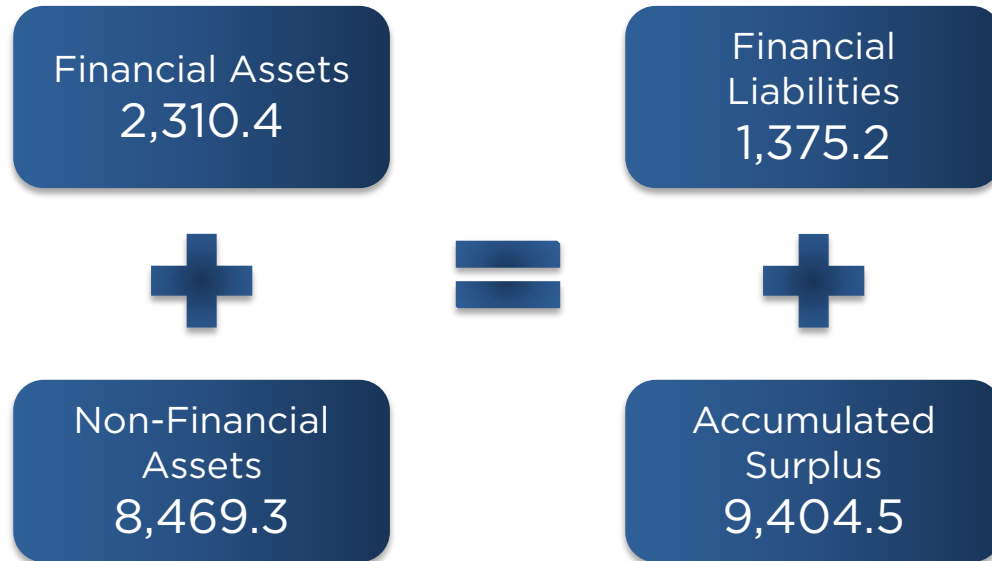 Financial Assets
2,310.4
Financial
Liabilities
1,375.2
Non-Financial
Assets
8,469.3
Accumulated
Surplus
9,404.5